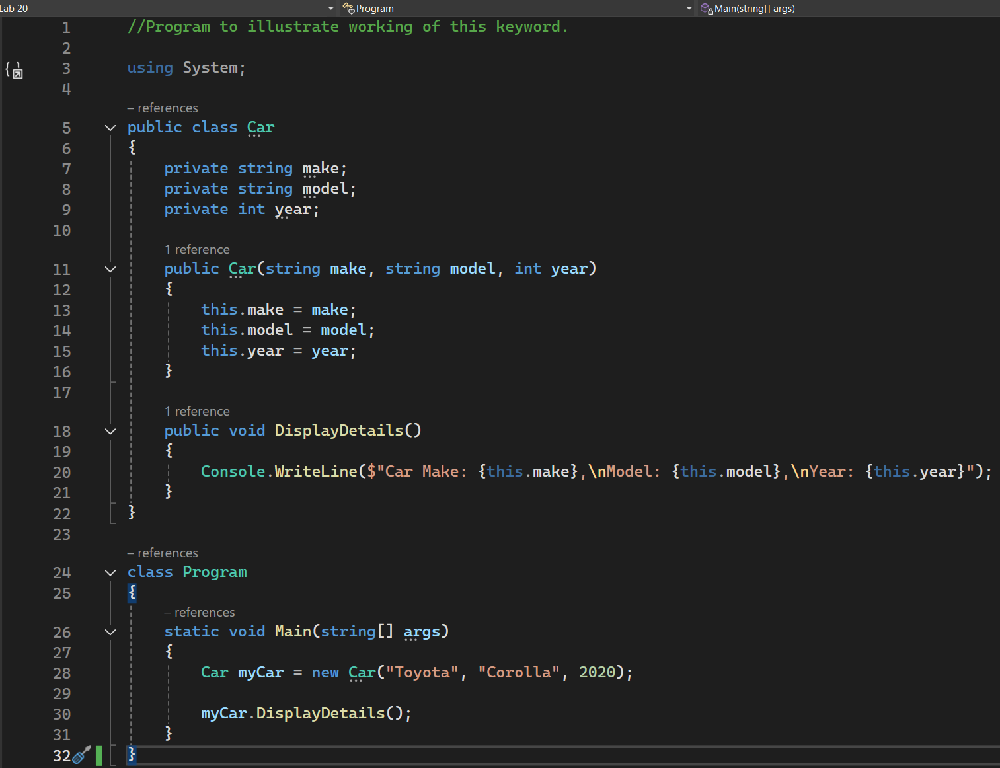 Lab 20 Program Main(string[] args)
1 //Program to illustrate working of this keyword.
2
3 using System;
4
– references
5 public class Car
6 {
7     private string make;
8     private string model;
9     private int year;
10
1 reference
11     public Car(string make, string model, int year)
12     {
13         this.make = make;
14         this.model = model;
15         this.year = year;
16     }
17
1 reference
18     public void DisplayDetails()
19     {
20         Console.WriteLine($"Car Make: {this.make},\nModel: {this.model},\nYear: {this.year}");
21     }
22 }
23
– references
24 class Program
25 {
– references
26     static void Main(string[] args)
27     {
28         Car myCar = new Car("Toyota", "Corolla", 2020);
29
30         myCar.DisplayDetails();
31     }
32 }